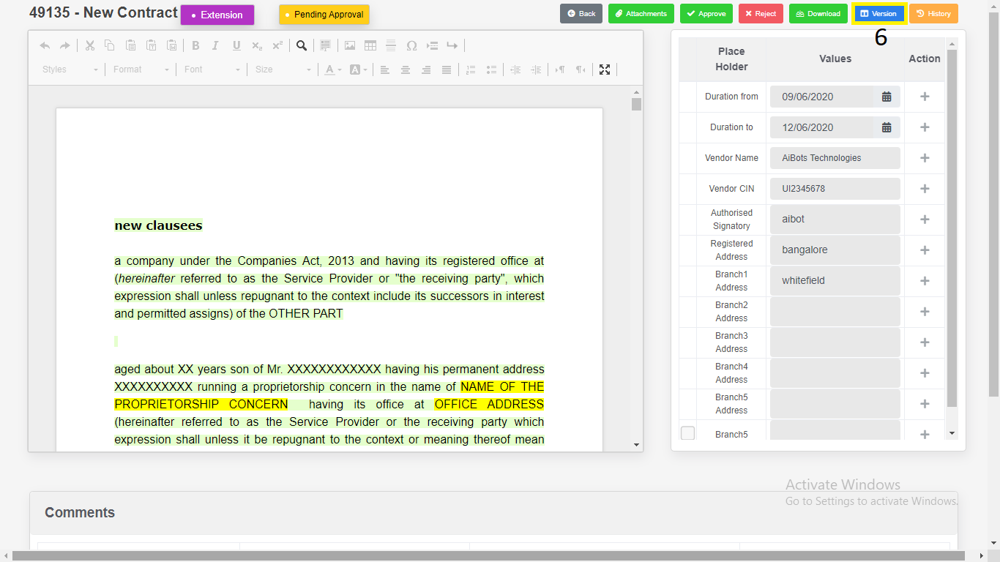 49135 - New Contract
Extension
Pending Approval
Back
Attachments
Approve
Reject
Download
Version
History
6
Styles
Format
Font
Size
new clausees
a company under the Companies Act, 2013 and having its registered office at
(hereinafter referred to as the Service Provider or "the receiving party", which
expression shall unless repugnant to the context include its successors in interest
and permitted assigns) of the OTHER PART
aged about XX years son of Mr. XXXXXXXXXXXX having his permanent address
XXXXXXXXXX running a proprietorship concern in the name of NAME OF THE
PROPRIETORSHIP CONCERN having its office at OFFICE ADDRESS
(hereinafter referred to as the Service Provider or the receiving party which
expression shall unless it be repugnant to the context or meaning thereof mean
Place
Holder
Values
Action
Duration from
09/06/2020
Duration to
12/06/2020
Vendor Name
AiBots Technologies
Vendor CIN
UI2345678
Authorised
Signatory
aibot
Registered
Address
bangalore
Branch1
Address
whitefield
Branch2
Address
Branch3
Address
Branch4
Address
Branch5
Address
Branch5
Activate Windows
Go to Settings to activate Windows.
Comments